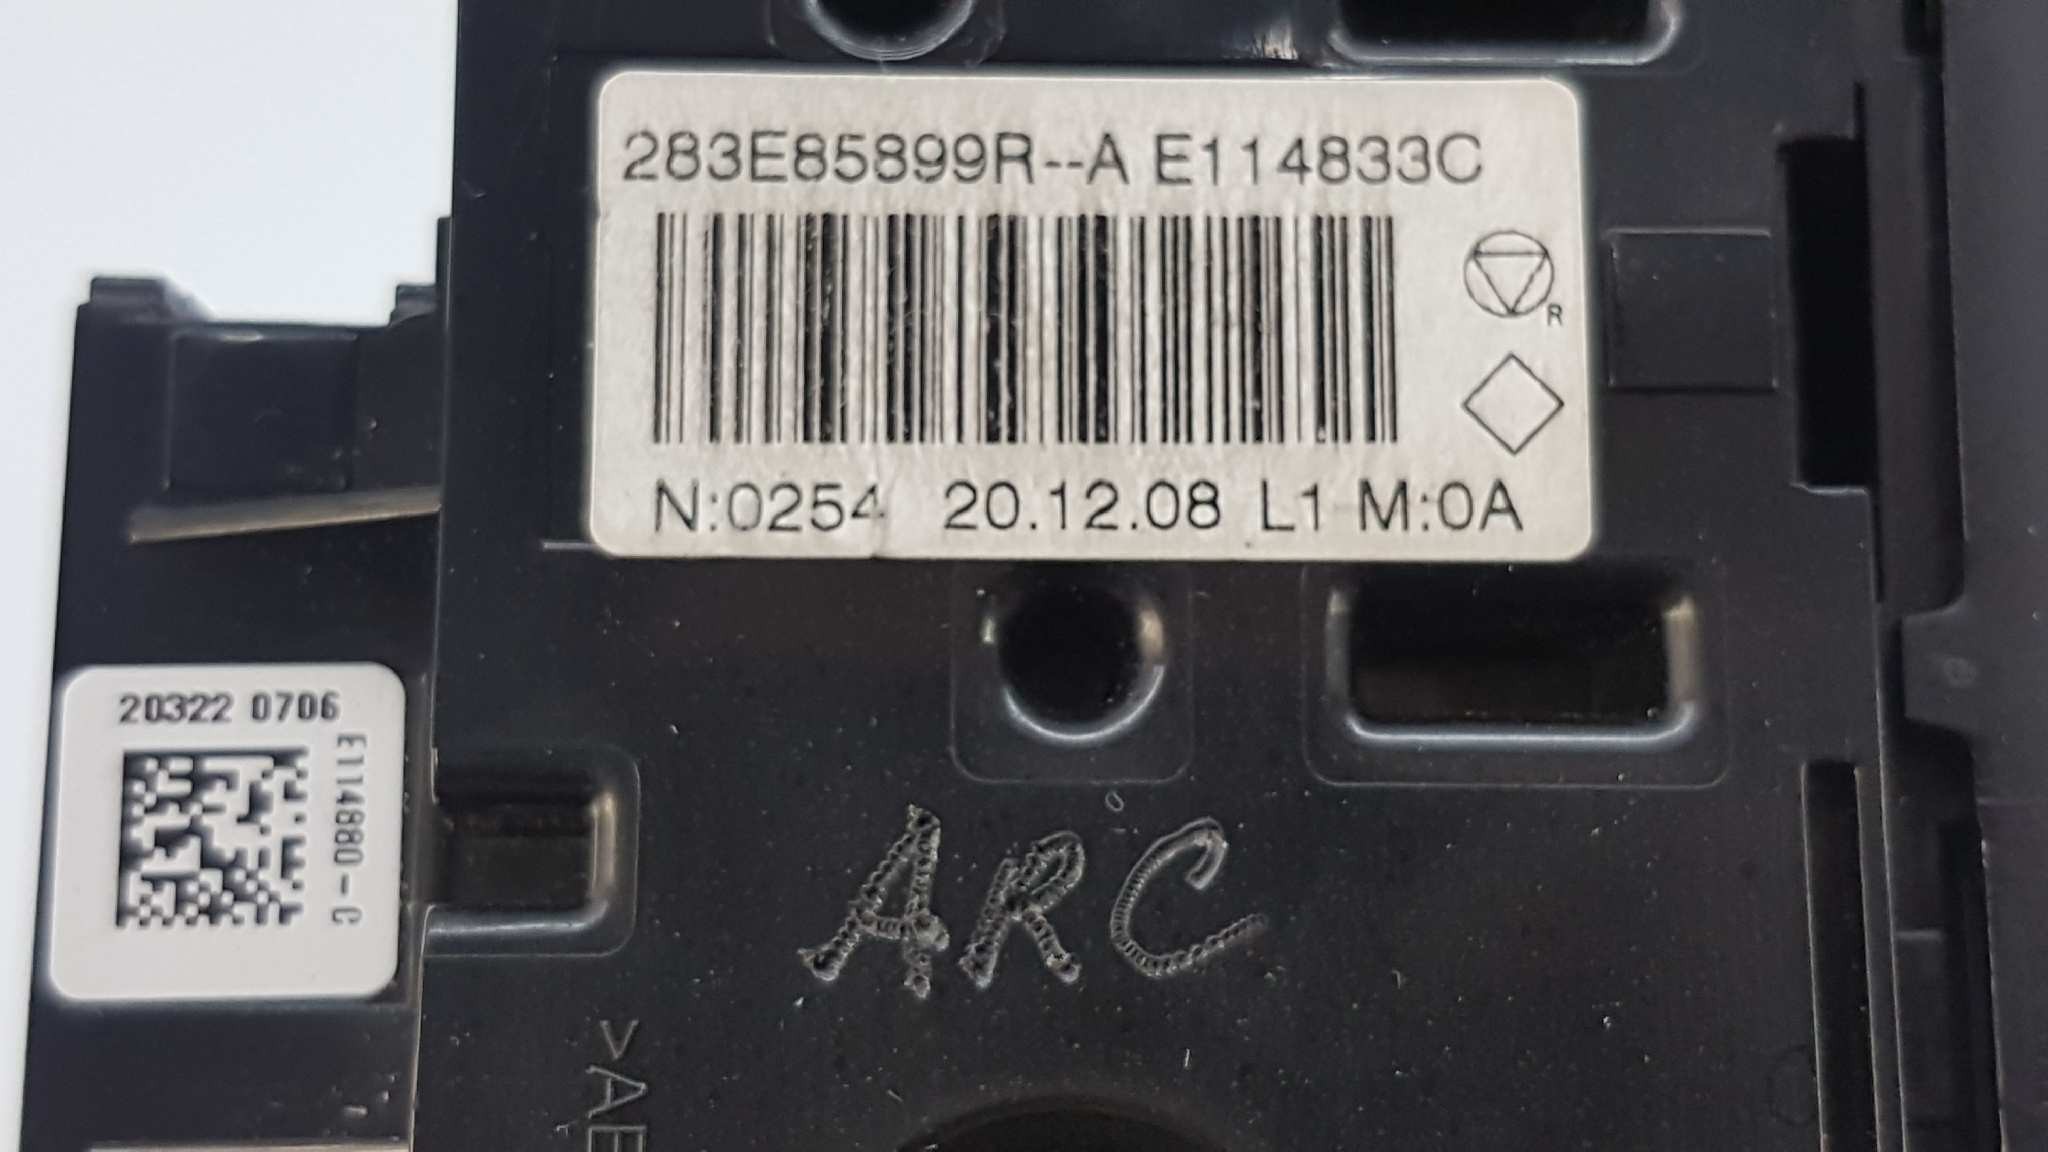 283E85899R--A E114833C
R
N:0254 20.12.08 L1 M:0A
20322 0706
E114880-C
ARC